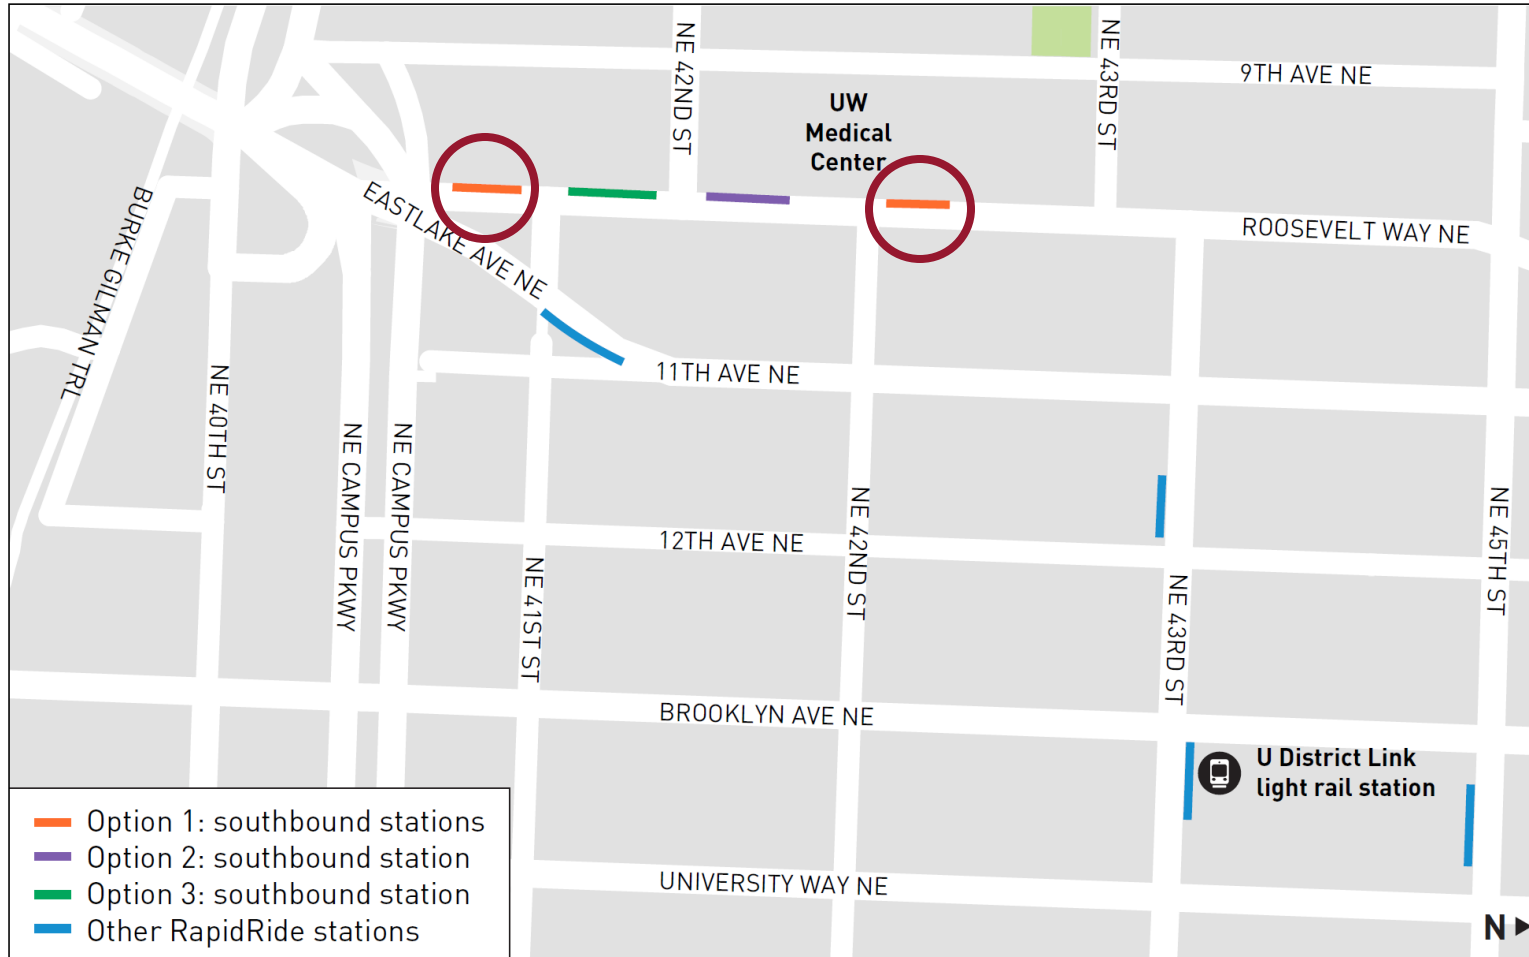 NE 42ND ST
NE 43RD ST
9TH AVE NE
UW
Medical
Center
BURKE GILMAN TRL
EASTLAKE AVE NE
ROOSEVELT WAY NE
11TH AVE NE
NE 40TH ST
NE CAMPUS PKWY
NE CAMPUS PKWY
NE 42ND ST
NE 45TH ST
12TH AVE NE
NE 41ST ST
NE 43RD ST
BROOKLYN AVE NE
U District Link
light rail station
UNIVERSITY WAY NE
Option 1: southbound stations
Option 2: southbound station
Option 3: southbound station
Other RapidRide stations
N